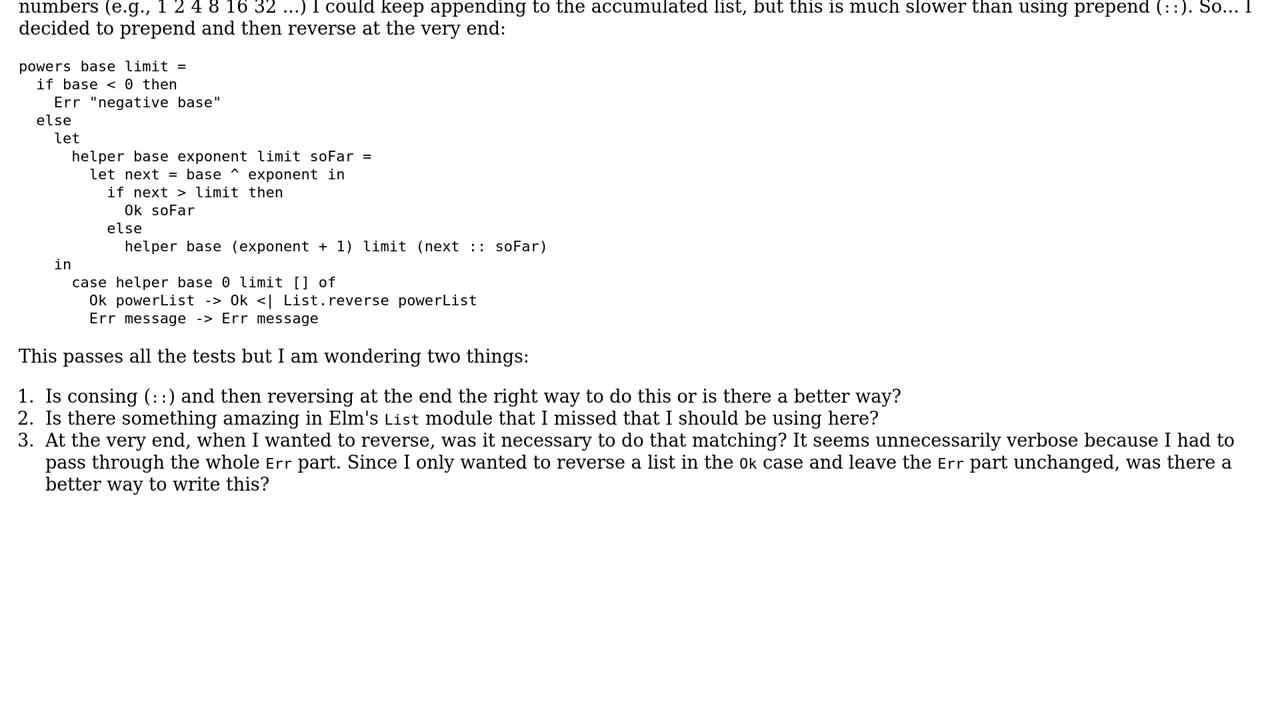 numbers (e.g., 1 2 4 8 16 32 ...) I could keep appending to the accumulated list, but this is much slower than using prepend (::). So... I
decided to prepend and then reverse at the very end:
powers base limit =
  if base < 0 then
    Err "negative base"
  else
    let
      helper base exponent limit soFar =
        let next = base ^ exponent in
          if next > limit then
            Ok soFar
          else
            helper base (exponent + 1) limit (next :: soFar)
    in
      case helper base 0 limit [] of
        Ok powerList -> Ok <| List.reverse powerList
        Err message -> Err message
This passes all the tests but I am wondering two things:
1. Is consing (::) and then reversing at the end the right way to do this or is there a better way?
2. Is there something amazing in Elm's List module that I missed that I should be using here?
3. At the very end, when I wanted to reverse, was it necessary to do that matching? It seems unnecessarily verbose because I had to
pass through the whole Err part. Since I only wanted to reverse a list in the Ok case and leave the Err part unchanged, was there a
better way to write this?